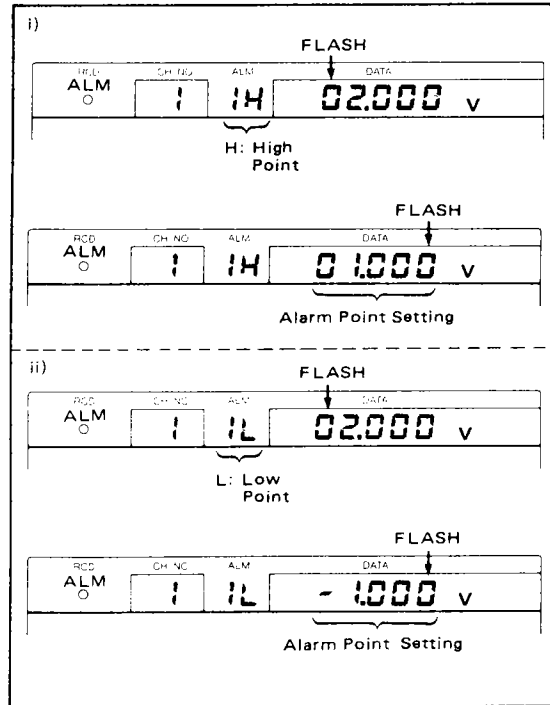 i)
FLASH
RCD CH NO. ALM DATA
ALM 1 1H 02.000 V
H: High
Point
FLASH
RCD CH NO. ALM DATA
ALM 1 1H 01.000 V
Alarm Point Setting
ii)
FLASH
RCD CH NO. ALM DATA
ALM 1 1L 02.000 V
L: Low
Point
FLASH
RCD CH NO. ALM DATA
ALM 1 1L -1.000 V
Alarm Point Setting